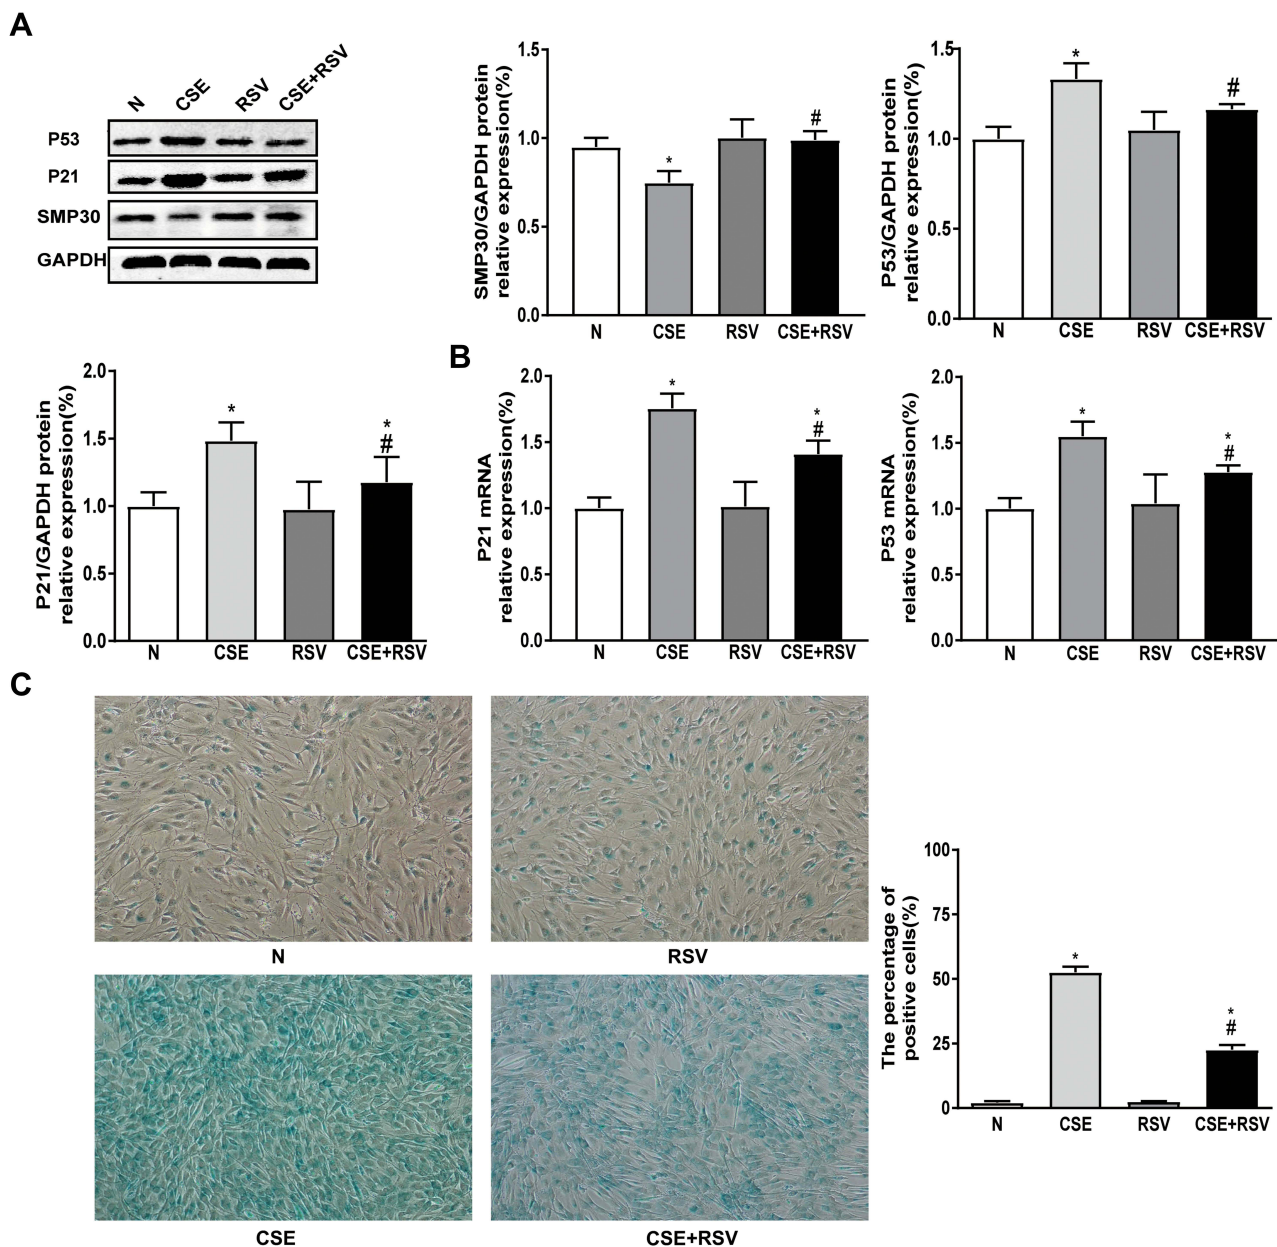 A
N
CSE
RSV
CSE+RSV
P53
P21
SMP30
GAPDH
SMP30/GAPDH protein
relative expression(%)
1.5
1.0
0.5
0.0
*
#
N
CSE
RSV
CSE+RSV
P53/GAPDH protein
relative expression(%)
1.5
1.0
0.5
0.0
*
#
N
CSE
RSV
CSE+RSV
P21/GAPDH protein
relative expression(%)
2.0
1.5
1.0
0.5
0.0
*
*
#
N
CSE
RSV
CSE+RSV
B
P21 mRNA
relative expression(%)
2.0
1.5
1.0
0.5
0.0
*
*
#
N
CSE
RSV
CSE+RSV
P53 mRNA
relative expression(%)
2.0
1.5
1.0
0.5
0.0
*
*
#
N
CSE
RSV
CSE+RSV
C
N
RSV
CSE
CSE+RSV
The percentage of
positive cells(%)
100
75
50
25
0
*
*
#
N
CSE
RSV
CSE+RSV